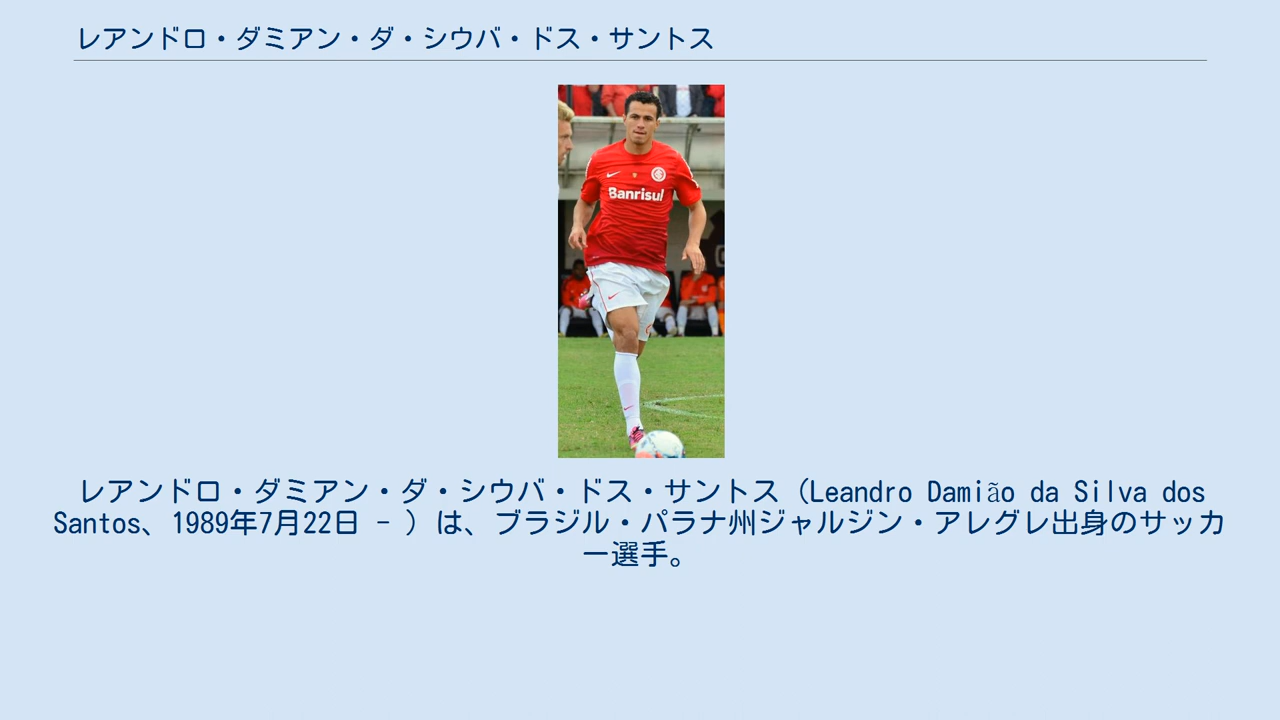 レアンドロ・ダミアン・ダ・シウバ・ドス・サントス
Banrisul
レアンドロ・ダミアン・ダ・シウバ・ドス・サントス（Leandro Damião da Silva dos
Santos、1989年7月22日 - ）は、ブラジル・パラナ州ジャルジン・アレグレ出身のサッカ
ー選手。